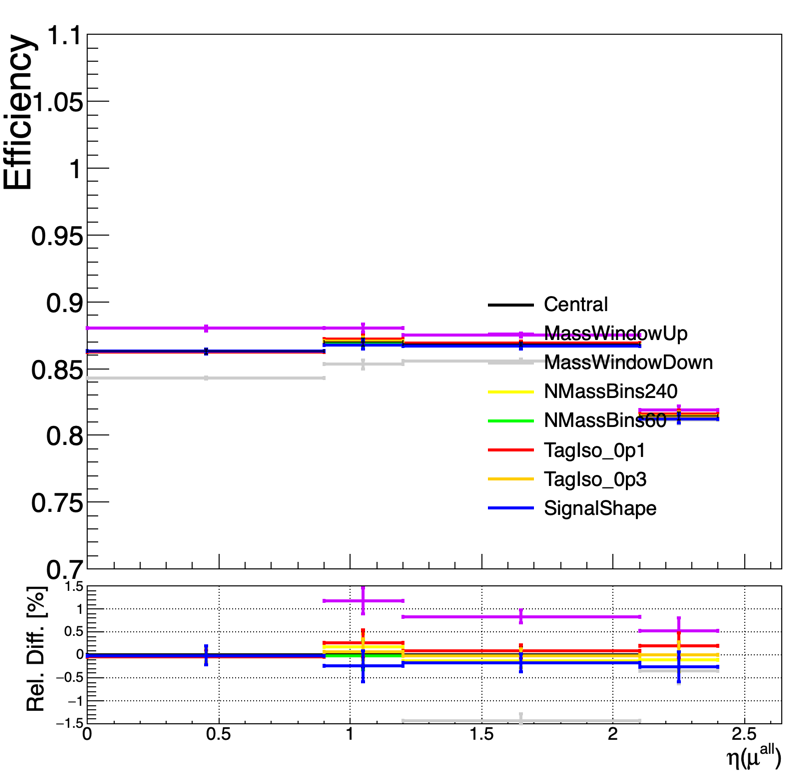 Efficiency
1.1
1.05
1
0.95
0.9
0.85
0.8
0.75
0.7
Central
MassWindowUp
MassWindowDown
NMassBins240
NMassBins60
TagIso_0p1
TagIso_0p3
SignalShape
Rel. Diff. [%]
1.5
1
0.5
0
−0.5
−1
−1.5
0 0.5 1 1.5 2 2.5
η(μ^all)